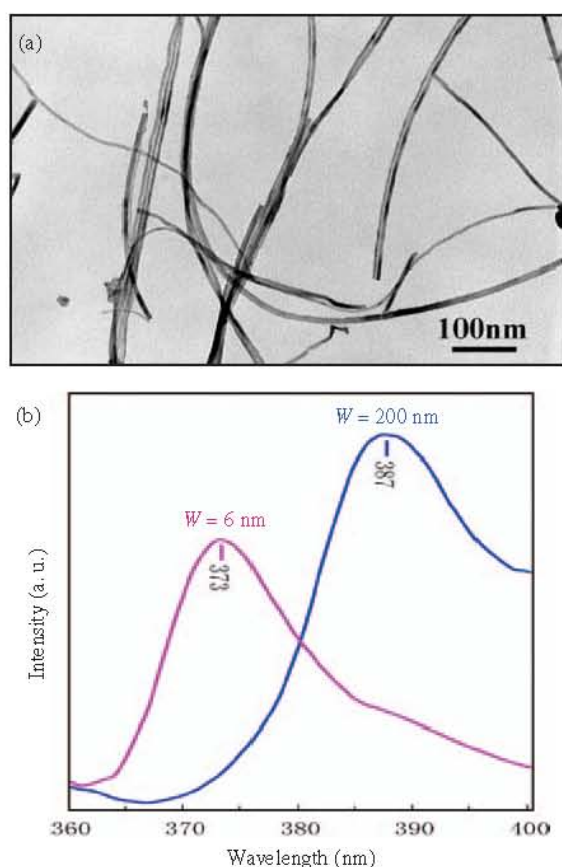 (a)
100nm
(b)
W = 200 nm
387
W = 6 nm
373
Intensity (a. u.)
360 370 380 390 400
Wavelength (nm)